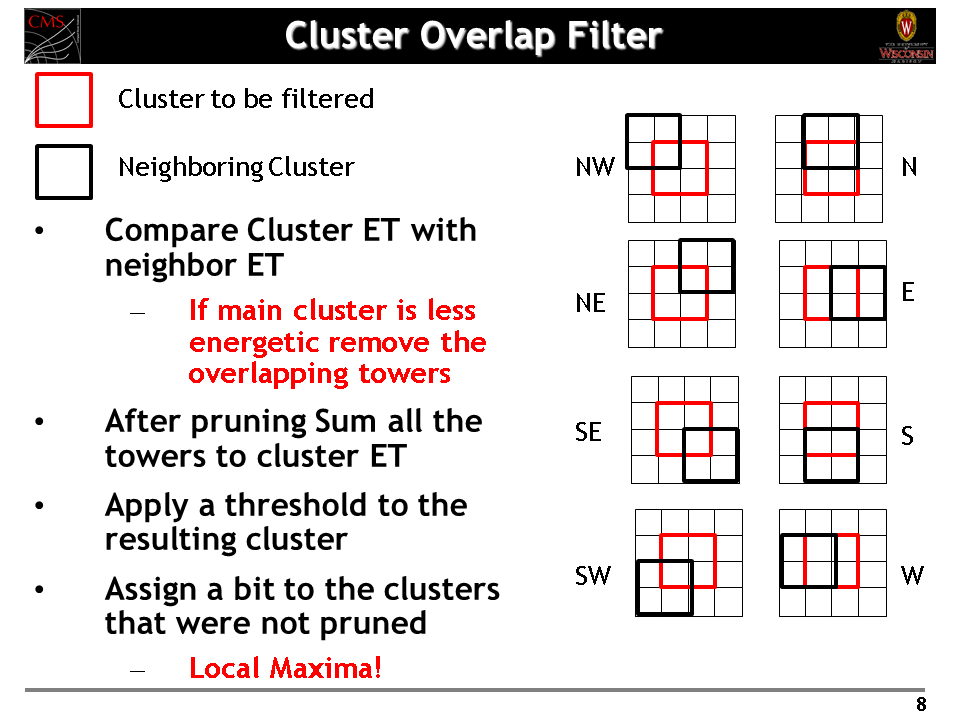 CMS
Cluster Overlap Filter
WISCONSIN
Cluster to be filtered
Neighboring Cluster
• Compare Cluster ET with
neighbor ET
– If main cluster is less
energetic remove the
overlapping towers
• After pruning Sum all the
towers to cluster ET
• Apply a threshold to the
resulting cluster
• Assign a bit to the clusters
that were not pruned
– Local Maxima!
NW
N
NE
E
SE
S
SW
W
8